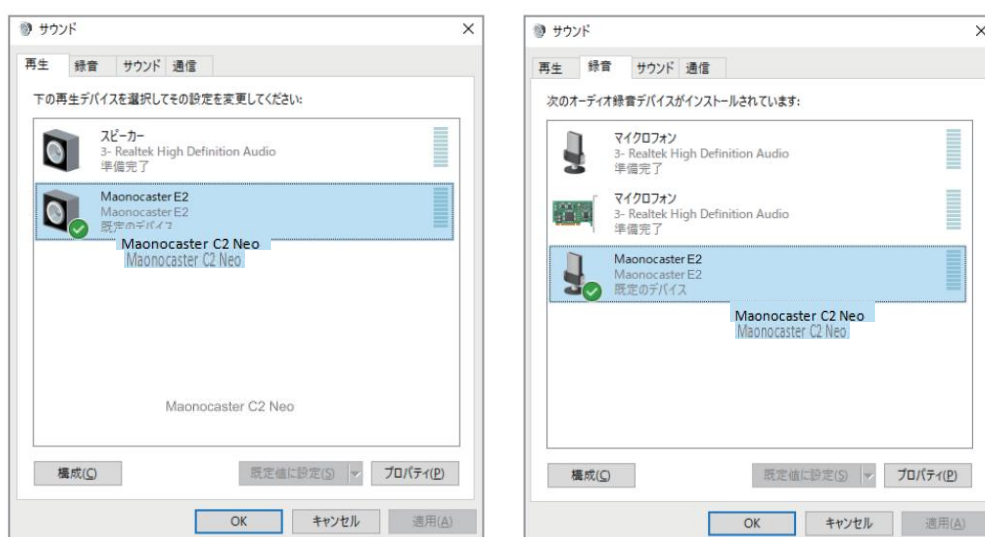 サウンド
再生 録音 サウンド 通信
下の再生デバイスを選択してその設定を変更してください:
スピーカー
3- Realtek High Definition Audio
準備完了
Maonocaster E2
Maonocaster E2
既定のデバイス
Maonocaster C2 Neo
Maonocaster C2 Neo
Maonocaster C2 Neo
構成(C) 既定値に設定(S) プロパティ(P)
OK キャンセル 適用(A)
サウンド
再生 録音 サウンド 通信
次のオーディオ録音デバイスがインストールされています:
マイクロフォン
3- Realtek High Definition Audio
準備完了
マイクロフォン
3- Realtek High Definition Audio
準備完了
Maonocaster E2
Maonocaster E2
既定のデバイス
Maonocaster C2 Neo
Maonocaster C2 Neo
構成(C) 既定値に設定(S) プロパティ(P)
OK キャンセル 適用(A)